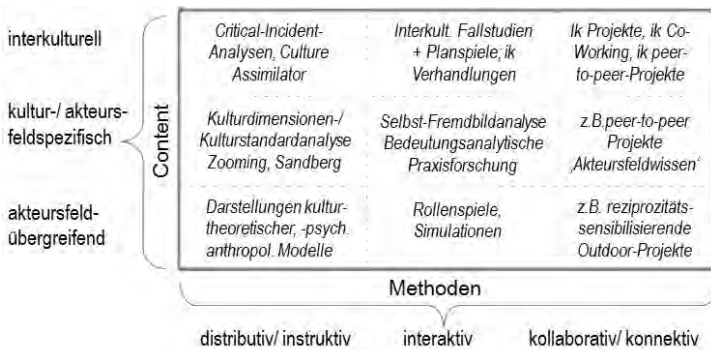 interkulturell
Critical-Incident-
Analysen, Culture
Assimilator
Interkult. Fallstudien
+ Planspiele; ik
Verhandlungen
Ik Projekte, ik Co-
Working, ik peer-
to-peer-Projekte
kultur-/ akteurs-
feldspezifisch
Content
Kulturdimensionen-/
Kulturstandardanalyse
Zooming, Sandberg
Selbst-Fremdbildanalyse
Bedeutungsanalytische
Praxisforschung
z.B.peer-to-peer
Projekte
‚Akteursfeldwissen‘
akteursfeld-
übergreifend
Darstellungen kultur-
theoretischer, -psych.
anthropol. Modelle
Rollenspiele,
Simulationen
z.B. reziprozitäts-
sensibilisierende
Outdoor-Projekte
Methoden
distributiv/ instruktiv
interaktiv
kollaborativ/ konnektiv